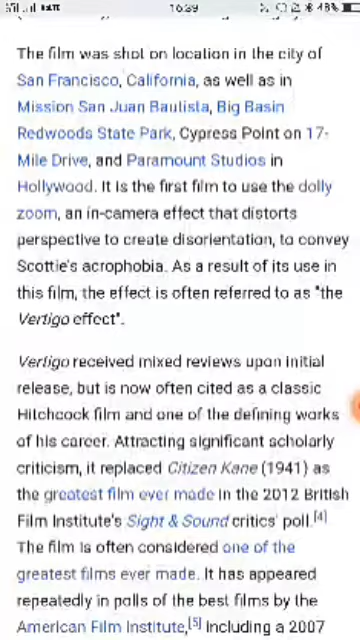 16:39
48%
The film was shot on location in the city of
San Francisco, California, as well as in
Mission San Juan Bautista, Big Basin
Redwoods State Park, Cypress Point on 17-
Mile Drive, and Paramount Studios in
Hollywood. It is the first film to use the dolly
zoom, an in-camera effect that distorts
perspective to create disorientation, to convey
Scottie's acrophobia. As a result of its use in
this film, the effect is often referred to as "the
Vertigo effect".
Vertigo received mixed reviews upon initial
release, but is now often cited as a classic
Hitchcock film and one of the defining works
of his career. Attracting significant scholarly
criticism, it replaced Citizen Kane (1941) as
the greatest film ever made in the 2012 British
Film Institute's Sight & Sound critics' poll.[4]
The film is often considered one of the
greatest films ever made. It has appeared
repeatedly in polls of the best films by the
American Film Institute,[5] including a 2007